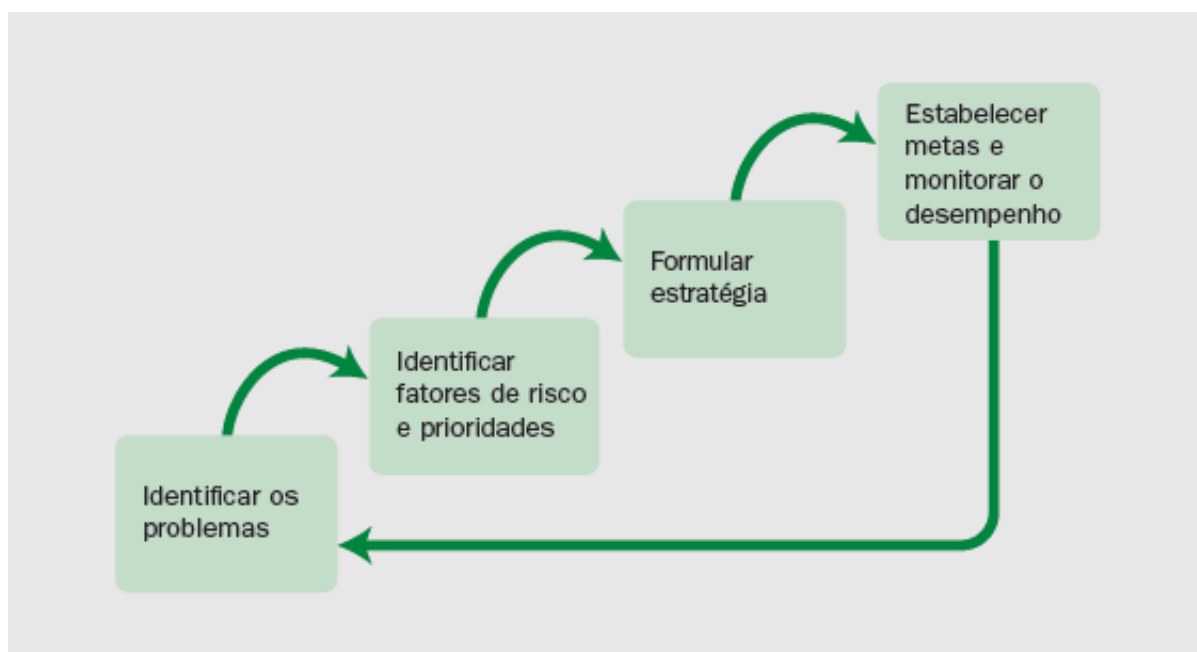 Identificar os
problemas
Identificar
fatores de risco
e prioridades
Formular
estratégia
Estabelecer
metas e
monitorar o
desempenho